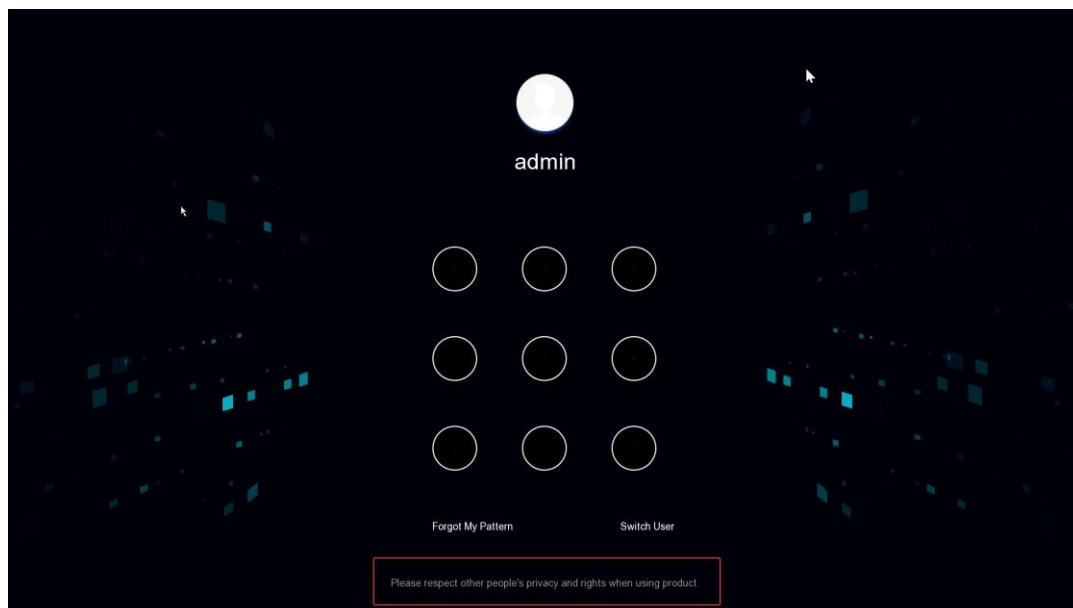 admin
Forgot My Pattern
Switch User
Please respect other people's privacy and rights when using product.